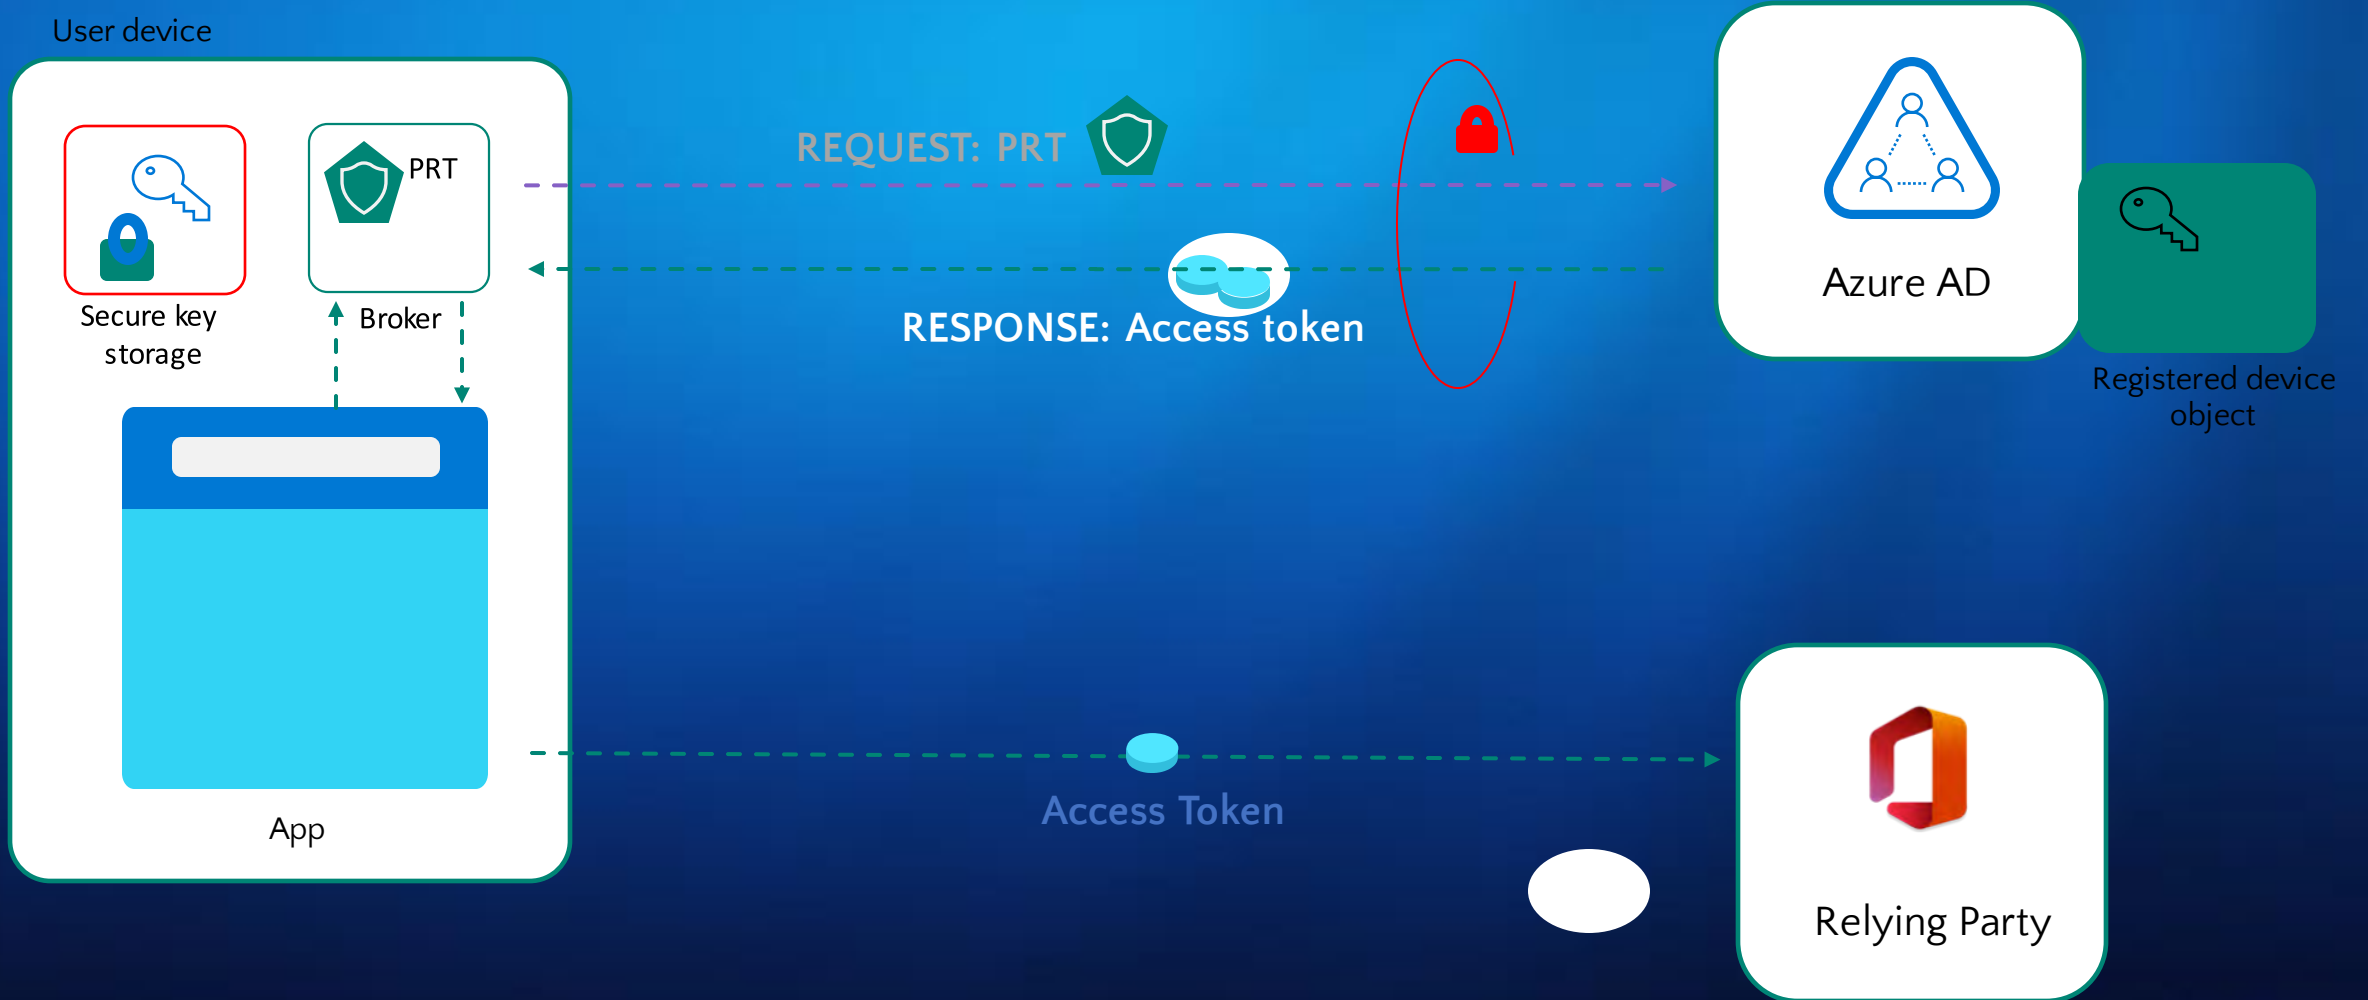 User device
PRT
Secure key
storage
Broker
App
REQUEST: PRT
RESPONSE: Access token
Azure AD
Registered device
object
Access Token
Relying Party